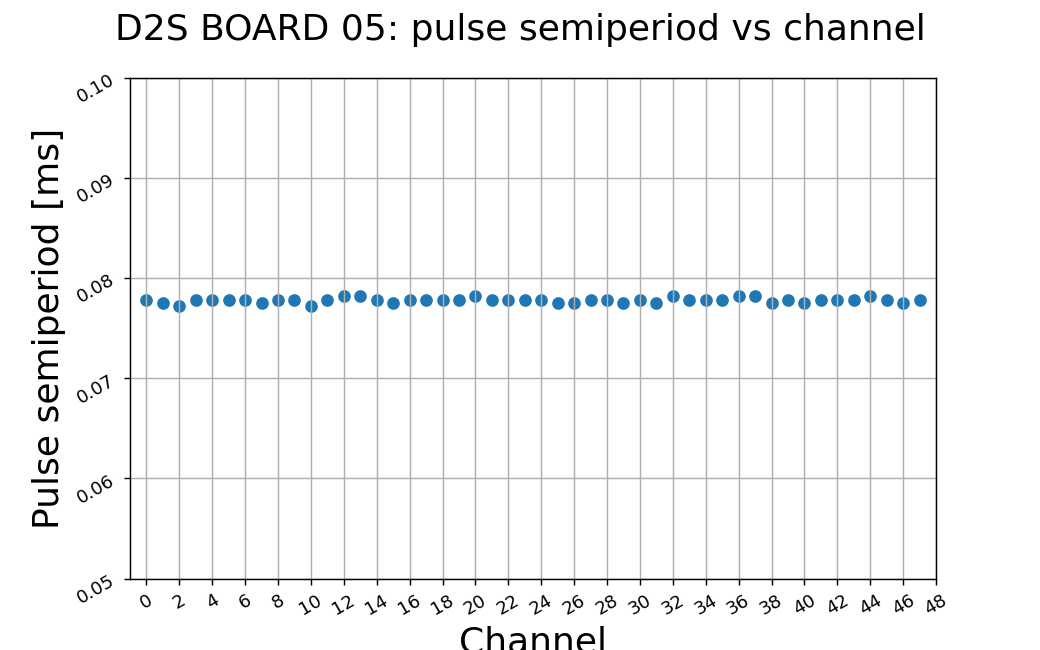 D2S BOARD 05: pulse semiperiod vs channel
Pulse semiperiod [ms]
0.10
0.09
0.08
0.07
0.06
0.05
0 2 4 6 8 10 12 14 16 18 20 22 24 26 28 30 32 34 36 38 40 42 44 46 48
Channel